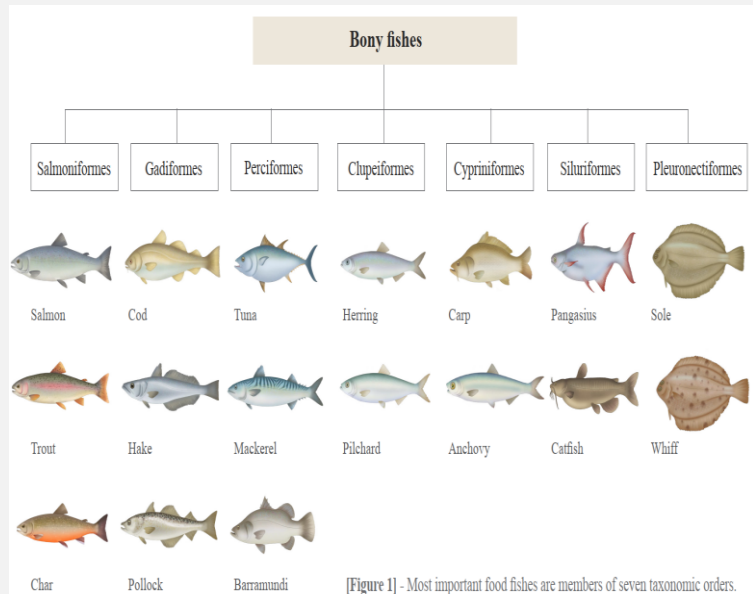 Bony fishes
Salmoniformes Gadiformes Perciformes Clupeiformes Cypriniformes Siluriformes Pleuronectiformes
Salmon Cod Tuna Herring Carp Pangasius Sole
Trout Hake Mackerel Pilchard Anchovy Catfish Whiff
Char Pollock Barramundi [Figure 1] - Most important food fishes are members of seven taxonomic orders.